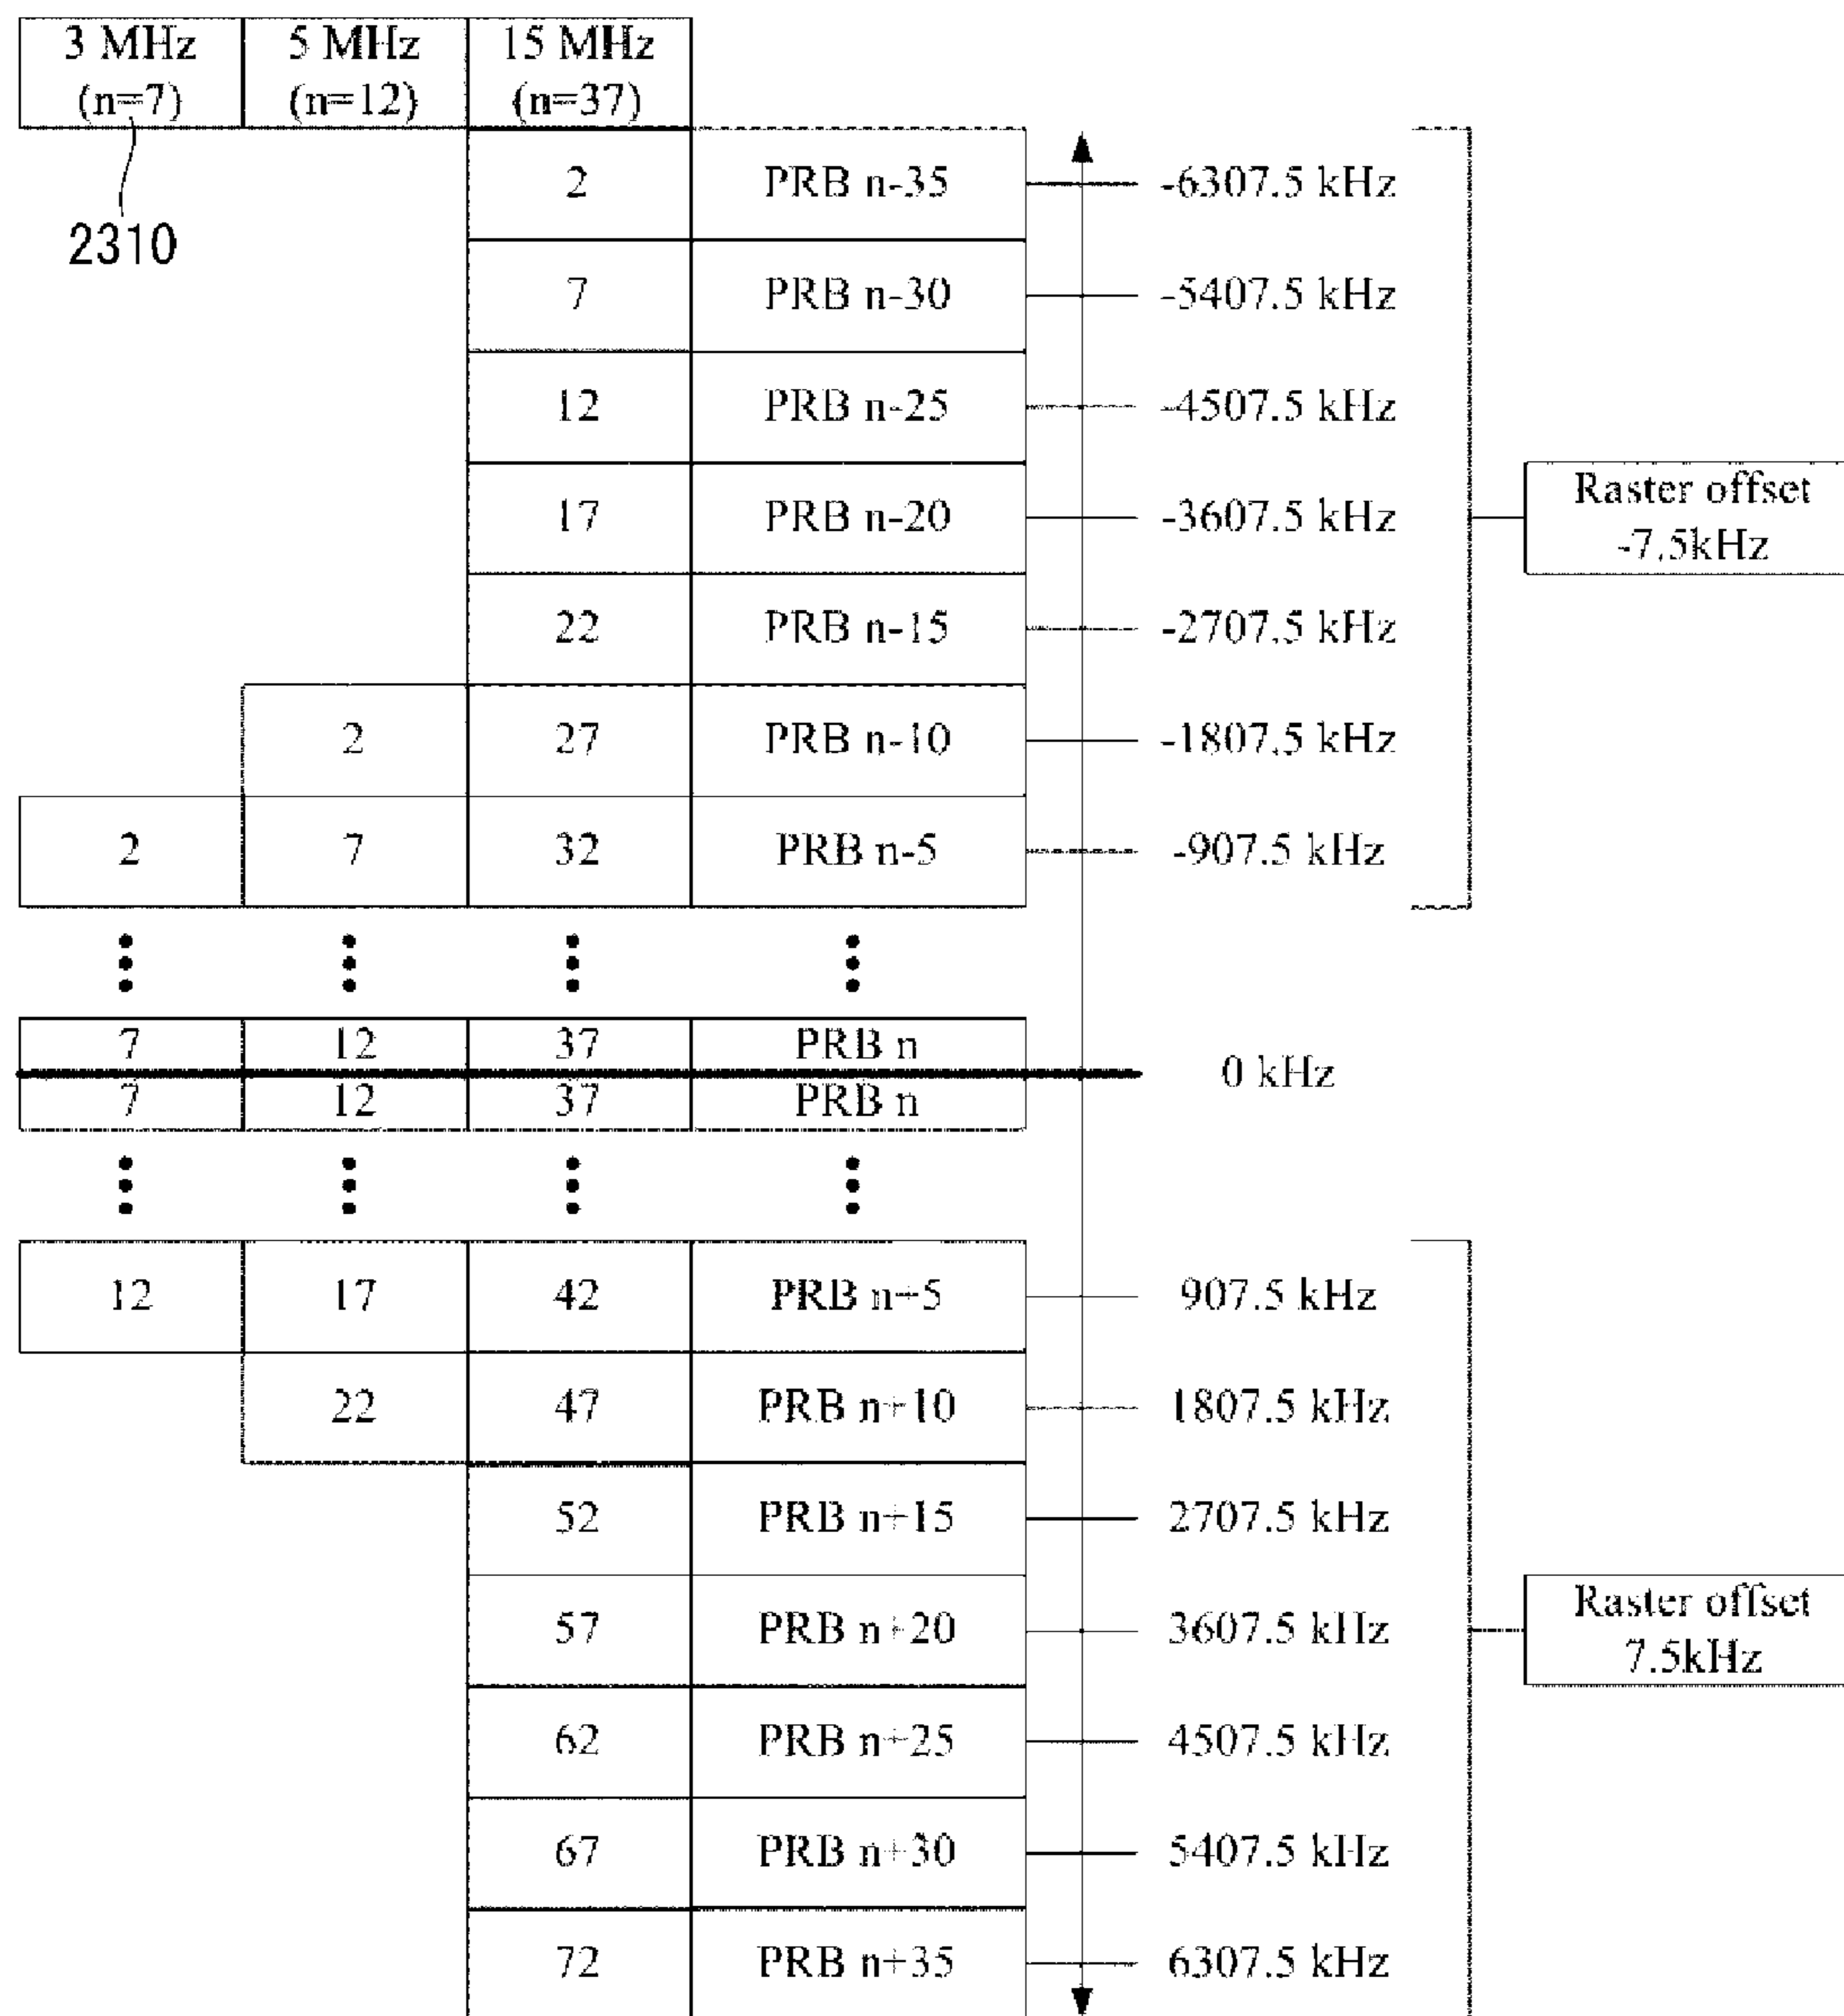 3 MHz 5 MHz 15 MHz
(n=7) (n=12) (n=37)
2310
2 PRB n-35 -6307.5 kHz
7 PRB n-30 -5407.5 kHz
12 PRB n-25 -4507.5 kHz
17 PRB n-20 -3607.5 kHz
Raster offset
-7.5kHz
22 PRB n-15 -2707.5 kHz
2 27 PRB n-10 -1807.5 kHz
2 7 32 PRB n-5 -907.5 kHz
7 12 37 PRB n
0 kHz
7 12 37 PRB n
12 17 42 PRB n+5 907.5 kHz
22 47 PRB n+10 1807.5 kHz
52 PRB n+15 2707.5 kHz
57 PRB n+20 3607.5 kHz
Raster offset
7.5kHz
62 PRB n+25 4507.5 kHz
67 PRB n+30 5407.5 kHz
72 PRB n+35 6307.5 kHz